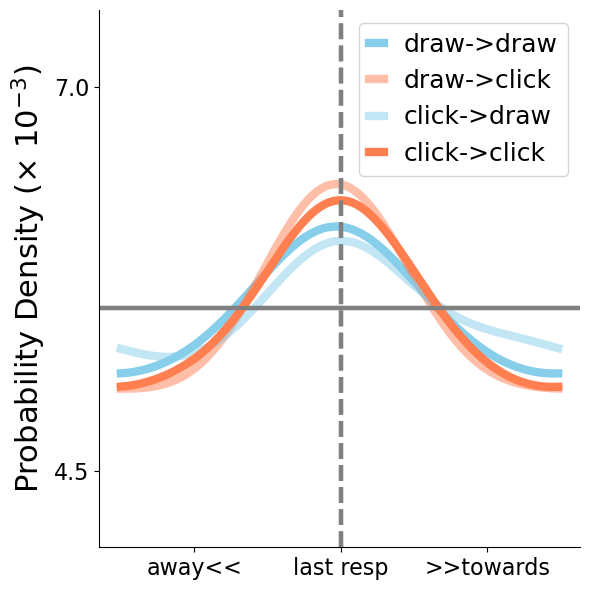 Probability Density (× 10⁻³)
7.0
4.5
draw->draw
draw->click
click->draw
click->click
away<<
last resp
>>towards